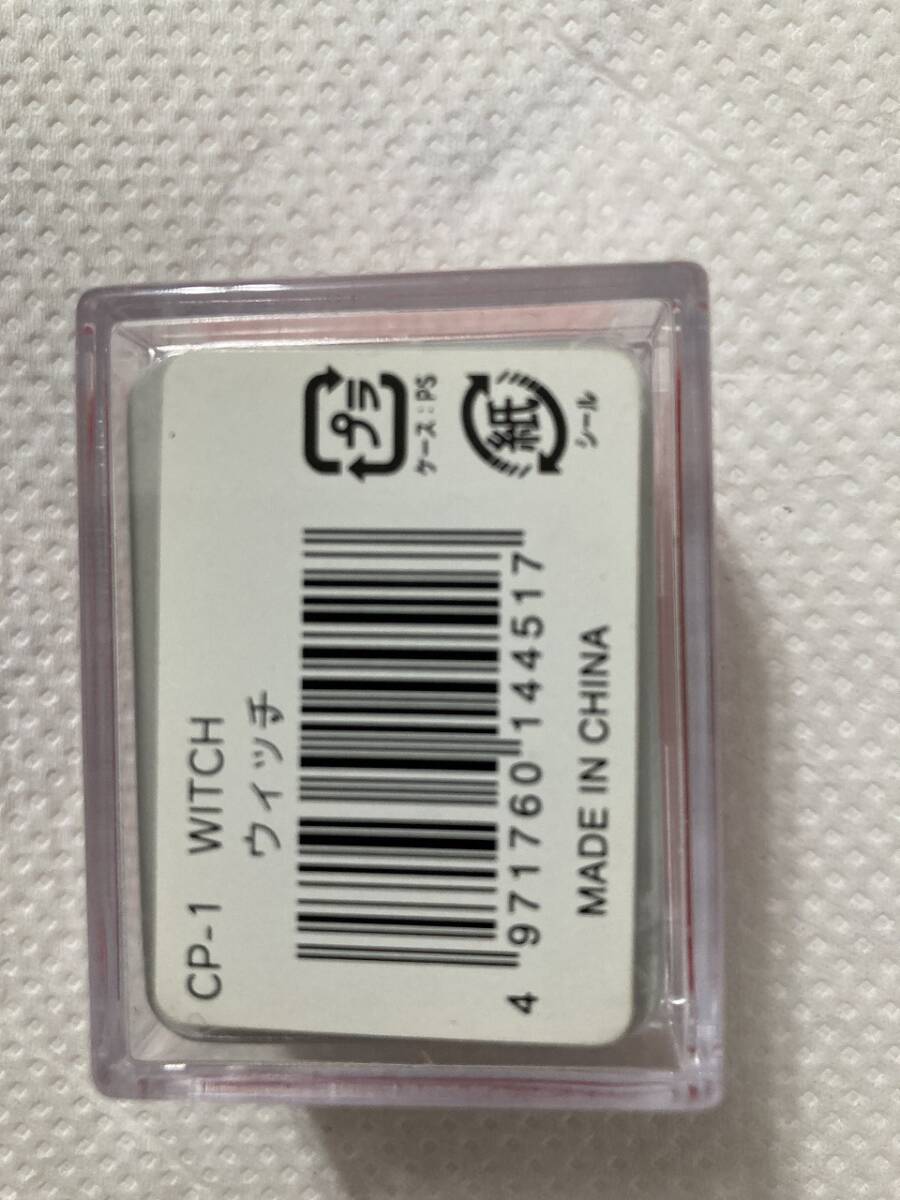 CP-1 WITCH
ウィッチ
4 971760 144517
MADE IN CHINA
プラ
ケース:PS
紙
シール